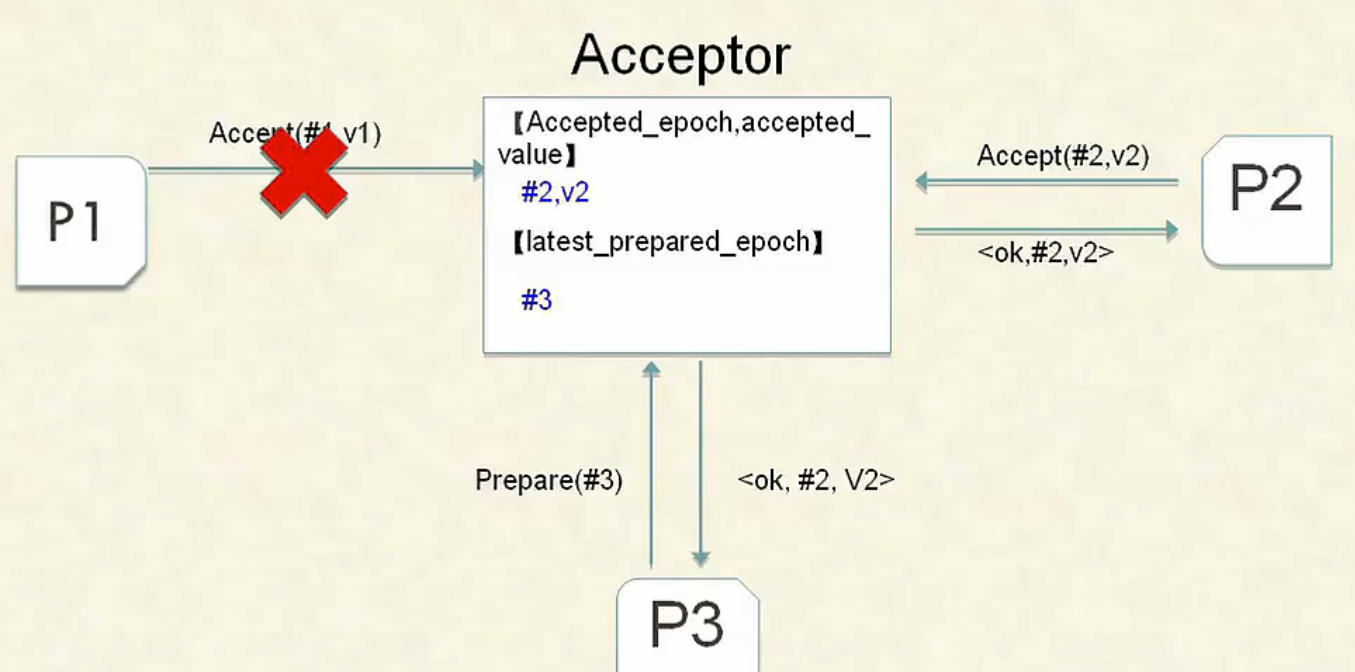 Acceptor
Accept(#1,v1)
【Accepted_epoch,accepted_
value】
#2,v2
【latest_prepared_epoch】
#3
P1
Accept(#2,v2)
P2
<ok,#2,v2>
Prepare(#3)
<ok, #2, V2>
P3